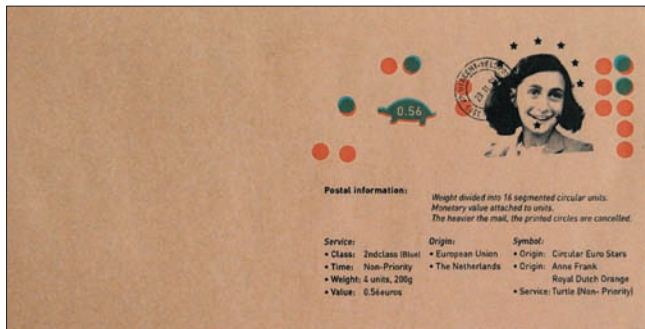 0.56
Postal information:
Weight divided into 16 segmented circular units.
Monetary value attached to units.
The heavier the mail, the printed circles are cancelled.
Service:
• Class: 2ndclass (Blue)
• Time: Non-Priority
• Weight: 4 units, 200g
• Value: 0.56euros
Origin:
• European Union
• The Netherlands
Symbol:
• Origin: Circular Euro Stars
• Origin: Anne Frank
Royal Dutch Orange
• Service: Turtle (Non- Priority)